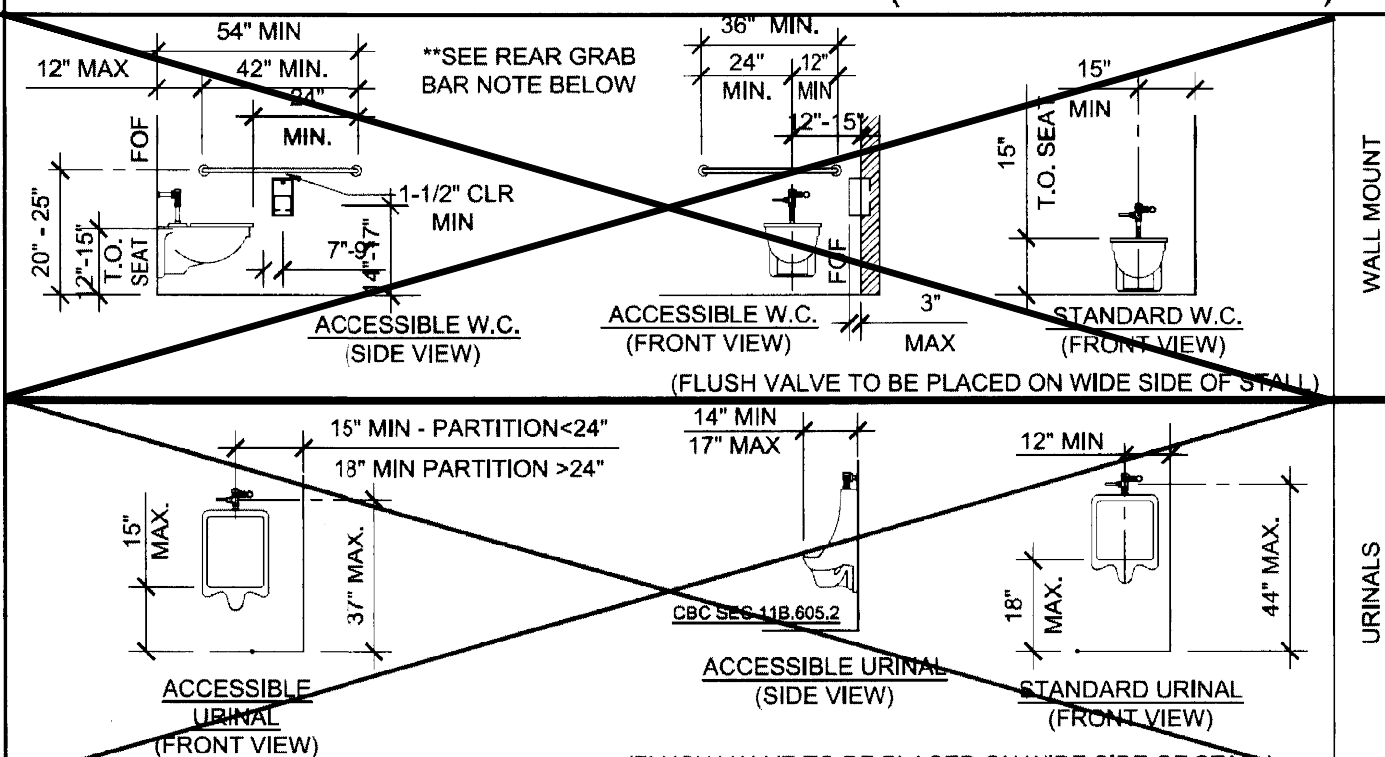 54" MIN
12" MAX
42" MIN.
24"
MIN.
**SEE REAR GRAB
BAR NOTE BELOW
FOF
20" - 25"
12"-15"
T.O.
SEAT
1-1/2" CLR
MIN
7"-9"
14"-17"
ACCESSIBLE W.C.
(SIDE VIEW)
36" MIN.
24"
MIN.
12"
MIN
12"-15"
FOF
3"
MAX
ACCESSIBLE W.C.
(FRONT VIEW)
15"
MIN
15"
T.O. SEAT
STANDARD W.C.
(FRONT VIEW)
(FLUSH VALVE TO BE PLACED ON WIDE SIDE OF STALL)
WALL MOUNT
15" MIN - PARTITION<24"
18" MIN PARTITION >24"
15"
MAX.
37" MAX.
ACCESSIBLE
URINAL
(FRONT VIEW)
14" MIN
17" MAX
CBC SEC 11B.605.2
ACCESSIBLE URINAL
(SIDE VIEW)
12" MIN
18"
MAX.
44" MAX.
STANDARD URINAL
(FRONT VIEW)
URINALS